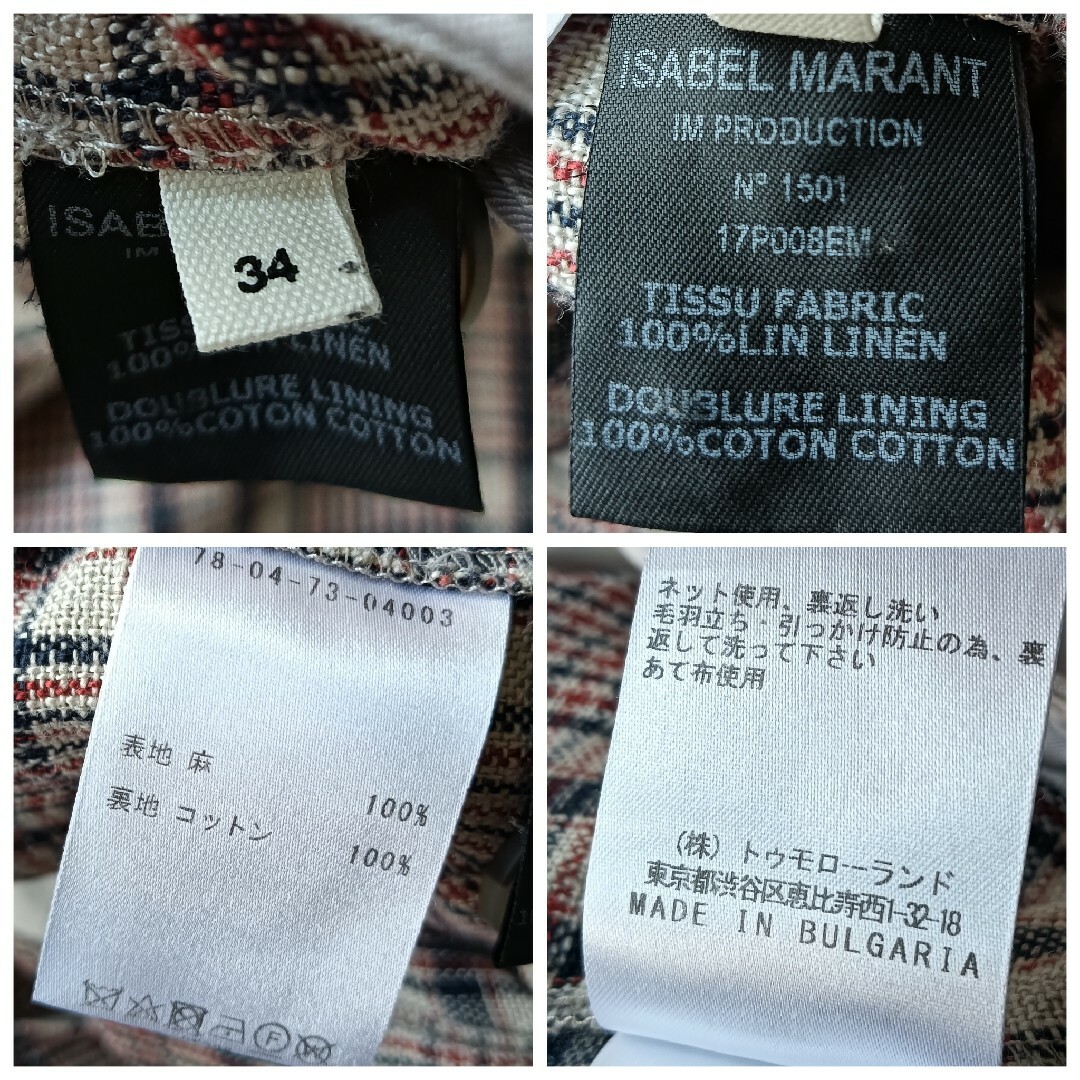 34
DOUBLURE LINING
100%COTON COTTON
ISABEL MARANT
IM PRODUCTION
N° 1501
17P008EM
TISSU FABRIC
100%LIN LINEN
DOUBLURE LINING
100%COTON COTTON
78-04-73-04003
表地 麻
100%
裏地 コットン
100%
ネット使用、裏返し洗い
毛羽立ち・引っかけ防止の為、裏
返して洗って下さい
あて布使用
(株) トゥモローランド
東京都渋谷区恵比寿西1-32-18
MADE IN BULGARIA